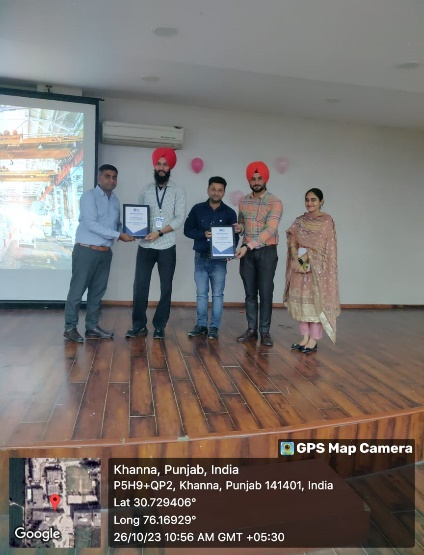 GPS Map Camera
Khanna, Punjab, India
P5H9+QP2, Khanna, Punjab 141401, India
Lat 30.729406°
Long 76.16929°
26/10/23 10:56 AM GMT +05:30
Google